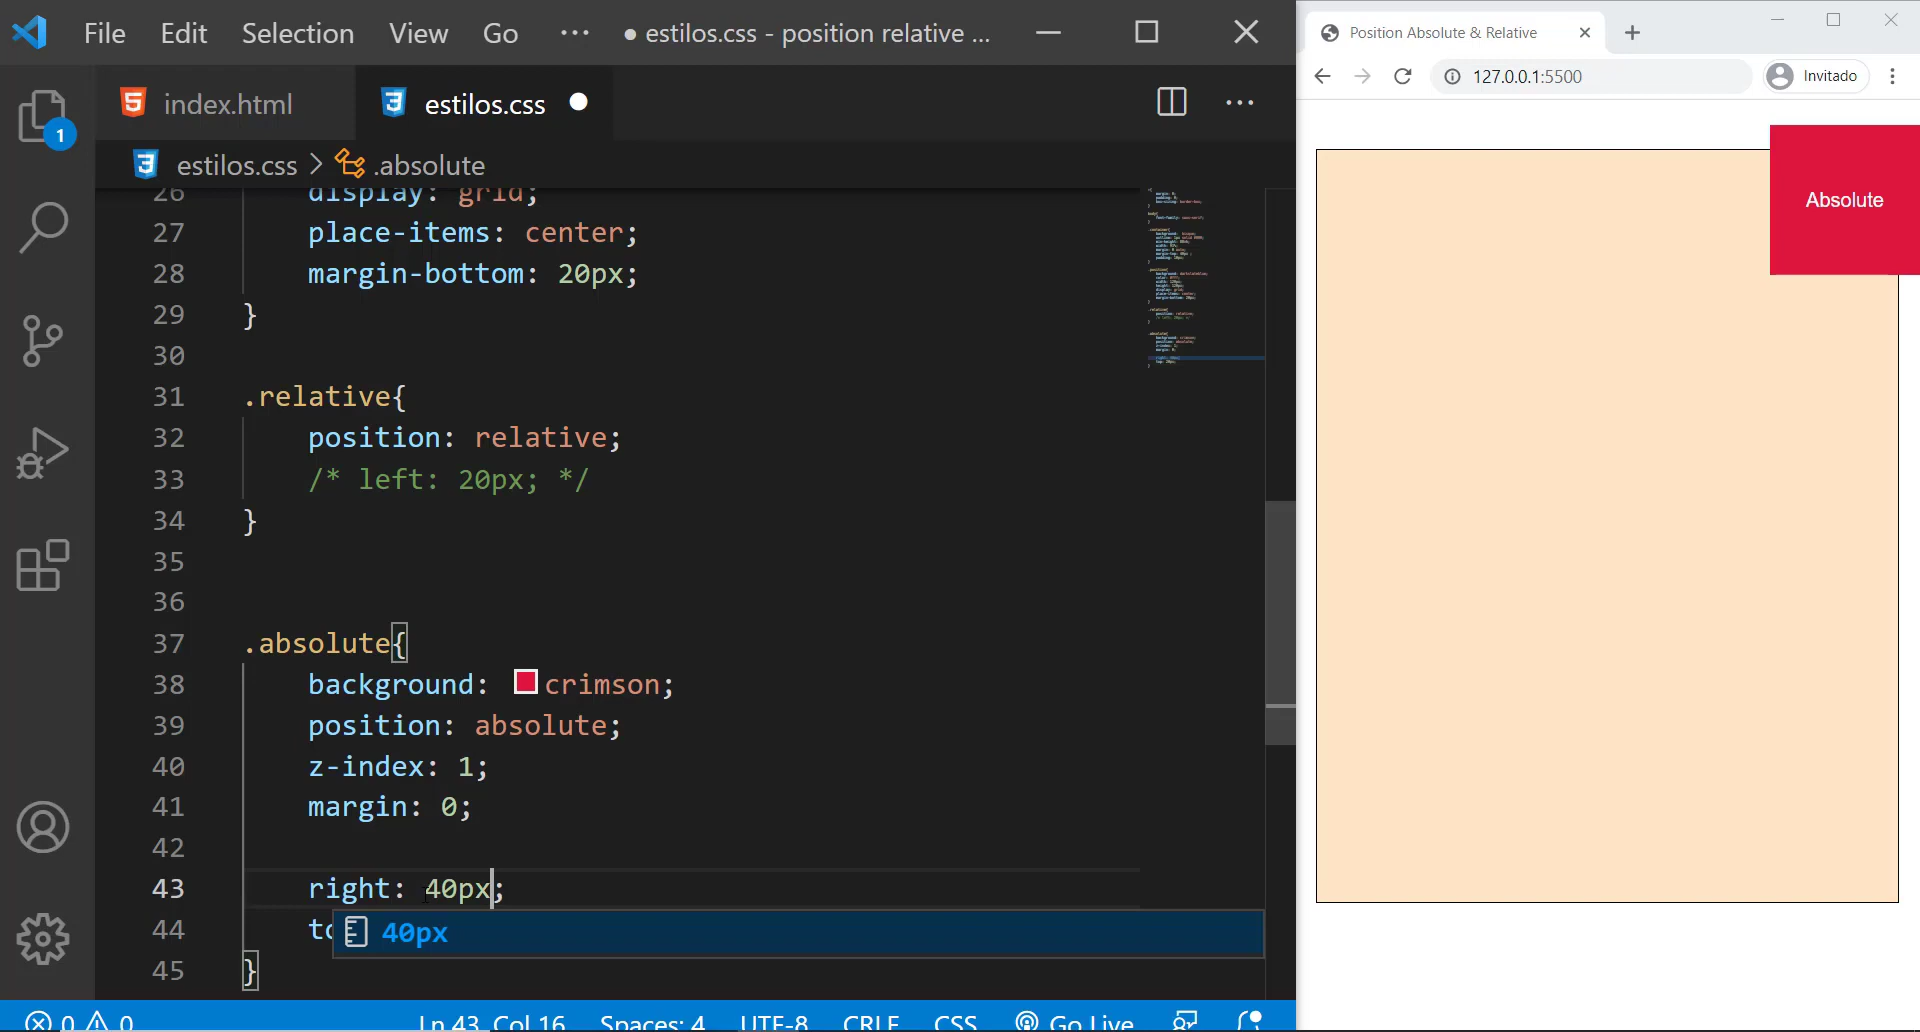 File Edit Selection View Go ··· ● estilos.css - position relative ...
index.html estilos.css
estilos.css > .absolute
1
26 display: grid;
27 place-items: center;
28 margin-bottom: 20px;
29 }
30
31 .relative{
32 position: relative;
33 /* left: 20px; */
34 }
35
36
37 .absolute{
38 background: crimson;
39 position: absolute;
40 z-index: 1;
41 margin: 0;
42
43 right: 40px;
44 to
40px
45 }
0 0 Ln 43, Col 16 Spaces: 4 UTF-8 CRLF CSS Go Live
Position Absolute & Relative
127.0.0.1:5500 Invitado
Absolute